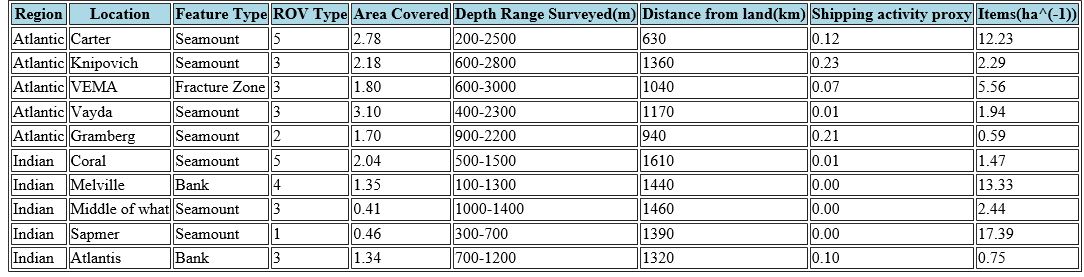 Region Location Feature Type ROV Type Area Covered Depth Range Surveyed(m) Distance from land(km) Shipping activity proxy Items(ha^(-1))
Atlantic Carter Seamount 5 2.78 200-2500 630 0.12 12.23
Atlantic Knipovich Seamount 3 2.18 600-2800 1360 0.23 2.29
Atlantic VEMA Fracture Zone 3 1.80 600-3000 1040 0.07 5.56
Atlantic Vayda Seamount 3 3.10 400-2300 1170 0.01 1.94
Atlantic Gramberg Seamount 2 1.70 900-2200 940 0.21 0.59
Indian Coral Seamount 5 2.04 500-1500 1610 0.01 1.47
Indian Melville Bank 4 1.35 100-1300 1440 0.00 13.33
Indian Middle of what Seamount 3 0.41 1000-1400 1460 0.00 2.44
Indian Sapmer Seamount 1 0.46 300-700 1390 0.00 17.39
Indian Atlantis Bank 3 1.34 700-1200 1320 0.10 0.75